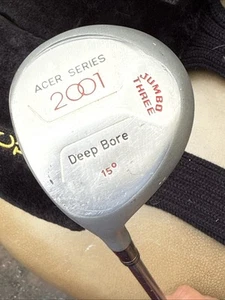 ACER SERIES
2001
JUMBO
THREE
Deep Bore
15°